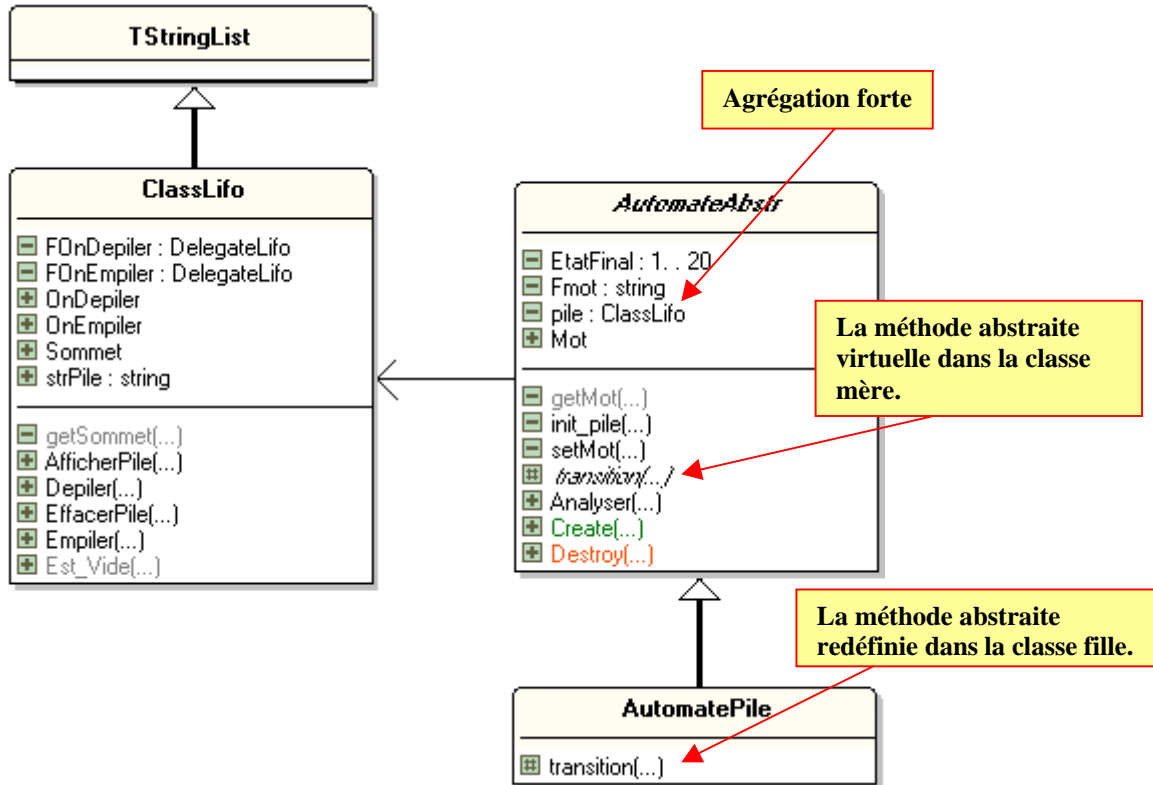 TStringList
Agrégation forte
ClassLifo
FOnDepiler : DelegateLifo
FOnEmpiler : DelegateLifo
OnDepiler
OnEmpiler
Sommet
strPile : string
getSommet(...)
AfficherPile(...)
Depiler(...)
EffacerPile(...)
Empiler(...)
Est_Vide(...)
AutomateAbstr
EtatFinal : 1. . 20
Fmot : string
pile : ClassLifo
Mot
getMot(...)
init_pile(...)
setMot(...)
transition(...)
Analyser(...)
Create(...)
Destroy(...)
La méthode abstraite
virtuelle dans la classe
mère.
La méthode abstraite
redéfinie dans la classe fille.
AutomatePile
transition(...)